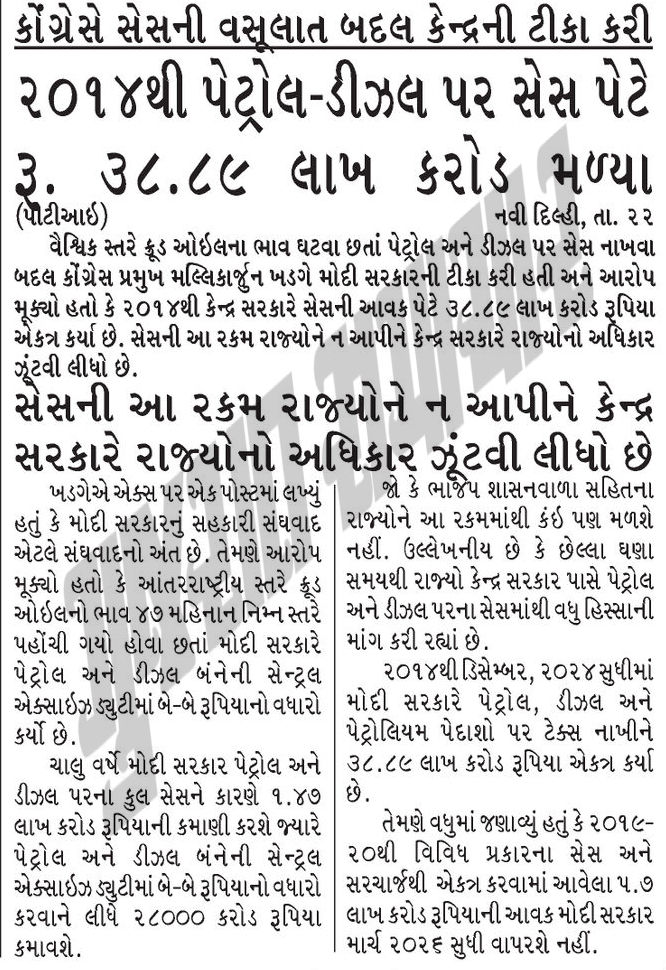 કોંગ્રેસે સેસની વસૂલાત બદલ કેન્દ્રની ટીકા કરી
૨૦૧૪થી પેટ્રોલ-ડીઝલ પર સેસ પેટે
રૂ. ૩૮.૮૯ લાખ કરોડ મળ્યા
(પીટીઆઇ) નવી દિલ્હી, તા. ૨૨
વૈશ્વિક સ્તરે ક્રૂડ ઓઇલના ભાવ ઘટવા છતાં પેટ્રોલ અને ડીઝલ પર સેસ નાખવા
બદલ કોંગ્રેસ પ્રમુખ મલ્લિકાર્જુન ખડગે મોદી સરકારની ટીકા કરી હતી અને આરોપ
મૂક્યો હતો કે ૨૦૧૪થી કેન્દ્ર સરકારે સેસની આવક પેટે ૩૮.૮૯ લાખ કરોડ રૂપિયા
એકત્ર કર્યા છે. સેસની આ રકમ રાજ્યોને ન આપીને કેન્દ્ર સરકારે રાજ્યોનો અધિકાર
ઝૂંટવી લીધો છે.
સેસની આ રકમ રાજ્યોને ન આપીને કેન્દ્ર
સરકારે રાજ્યોનો અધિકાર ઝૂંટવી લીધો છે
ખડગેએ એક્સ પર એક પોસ્ટમાં લખ્યું
હતું કે મોદી સરકારનું સહકારી સંઘવાદ
એટલે સંઘવાદનો અંત છે. તેમણે આરોપ
મૂક્યો હતો કે આંતરરાષ્ટ્રીય સ્તરે ક્રૂડ
ઓઇલનો ભાવ ૪૭ મહિનાન નિમ્ન સ્તરે
પહોંચી ગયો હોવા છતાં મોદી સરકારે
પેટ્રોલ અને ડીઝલ બંનેની સેન્ટ્રલ
એક્સાઇઝ ડ્યુટીમાં બે-બે રૂપિયાનો વધારો
કર્યો છે.
ચાલુ વર્ષે મોદી સરકાર પેટ્રોલ અને
ડીઝલ પરના કુલ સેસને કારણે ૧.૪૭
લાખ કરોડ રૂપિયાની કમાણી કરશે જ્યારે
પેટ્રોલ અને ડીઝલ બંનેની સેન્ટ્રલ
એક્સાઇઝ ડ્યુટીમાં બે-બે રૂપિયાનો વધારો
કરવાને લીધે ૨૮૦૦૦ કરોડ રૂપિયા
કમાવશે.
જો કે ભાજપ શાસનવાળા સહિતના
રાજ્યોને આ રકમમાંથી કંઇ પણ મળશે
નહીં. ઉલ્લેખનીય છે કે છેલ્લા ઘણા
સમયથી રાજ્યો કેન્દ્ર સરકાર પાસે પેટ્રોલ
અને ડીઝલ પરના સેસમાંથી વધુ હિસ્સાની
માંગ કરી રહ્યાં છે.
૨૦૧૪થી ડિસેમ્બર, ૨૦૨૪ સુધીમાં
મોદી સરકારે પેટ્રોલ, ડીઝલ અને
પેટ્રોલિયમ પેદાશો પર ટેક્સ નાખીને
૩૮.૮૯ લાખ કરોડ રૂપિયા એકત્ર કર્યા
છે.
તેમણે વધુમાં જણાવ્યું હતું કે ૨૦૧૯-
૨૦થી વિવિધ પ્રકારના સેસ અને
સરચાર્જથી એકત્ર કરવામાં આવેલા ૫.૭
લાખ કરોડ રૂપિયાની આવક મોદી સરકાર
માર્ચ ૨૦૨૬ સુધી વાપરશે નહીં.
ગુજરાત સમાચાર